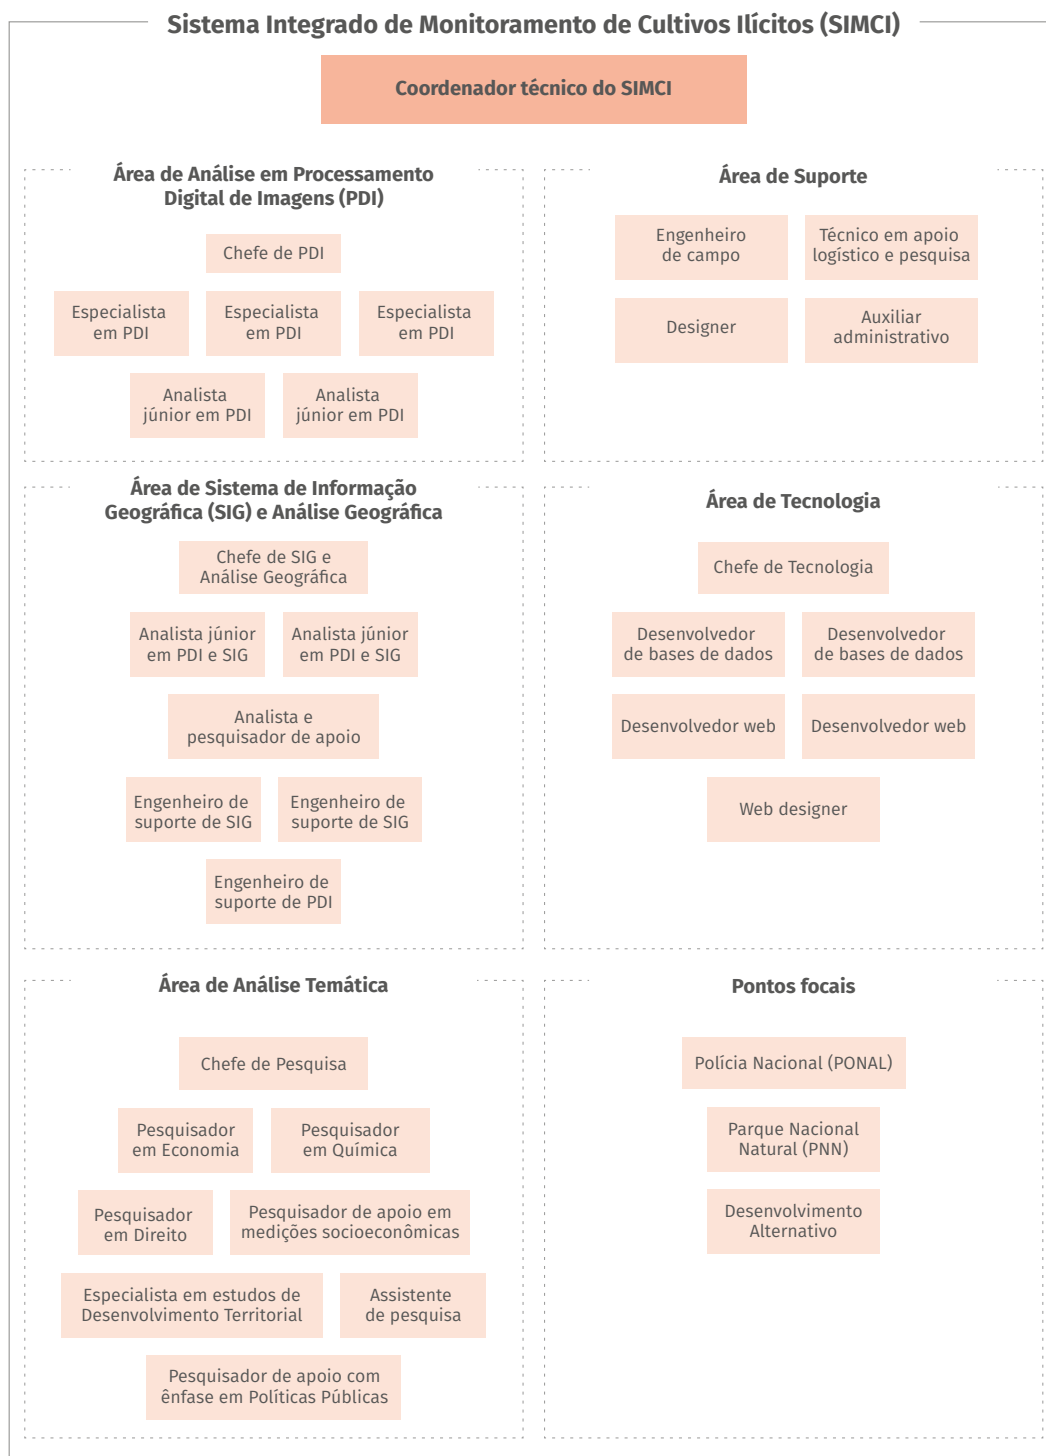 Sistema Integrado de Monitoramento de Cultivos Ilícitos (SIMCI)
Coordenador técnico do SIMCI
Área de Análise em Processamento
Digital de Imagens (PDI)
Chefe de PDI
Especialista
em PDI
Especialista
em PDI
Especialista
em PDI
Analista
júnior em PDI
Analista
júnior em PDI
Área de Suporte
Engenheiro
de campo
Técnico em apoio
logístico e pesquisa
Designer
Auxiliar
administrativo
Área de Sistema de Informação
Geográfica (SIG) e Análise Geográfica
Chefe de SIG e
Análise Geográfica
Analista júnior
em PDI e SIG
Analista júnior
em PDI e SIG
Analista e
pesquisador de apoio
Engenheiro de
suporte de SIG
Engenheiro de
suporte de SIG
Engenheiro de
suporte de PDI
Área de Tecnologia
Chefe de Tecnologia
Desenvolvedor
de bases de dados
Desenvolvedor
de bases de dados
Desenvolvedor web
Desenvolvedor web
Web designer
Área de Análise Temática
Chefe de Pesquisa
Pesquisador
em Economia
Pesquisador
em Química
Pesquisador
em Direito
Pesquisador de apoio em
medições socioeconômicas
Especialista em estudos de
Desenvolvimento Territorial
Assistente
de pesquisa
Pesquisador de apoio com
ênfase em Políticas Públicas
Pontos focais
Polícia Nacional (PONAL)
Parque Nacional
Natural (PNN)
Desenvolvimento
Alternativo